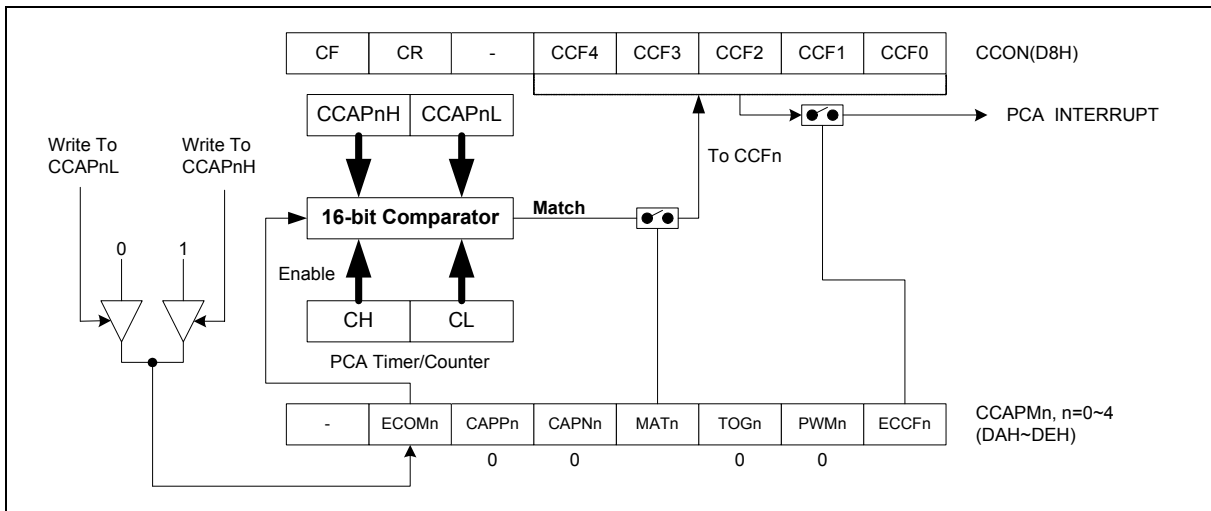 CF CR - CCF4 CCF3 CCF2 CCF1 CCF0 CCON(D8H)
CCAPnH CCAPnL
PCA INTERRUPT
Write To
CCAPnL
Write To
CCAPnH
To CCFn
16-bit Comparator
Match
0 1
Enable
CH CL
PCA Timer/Counter
- ECOMn CAPPn CAPNn MATn TOGn PWMn ECCFn
CCAPMn, n=0~4
(DAH~DEH)
0 0 0 0